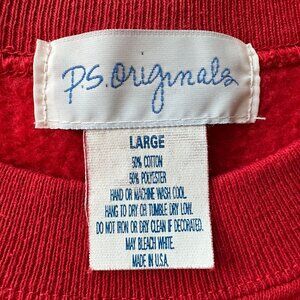 P.S. Originals
LARGE
50% COTTON
50% POLYESTER
HAND OR MACHINE WASH COOL
HANG TO DRY OR TUMBLE DRY LOW.
DO NOT IRON OR DRY CLEAN IF DECORATED.
MAY BLEACH WHITE.
MADE IN U.S.A.